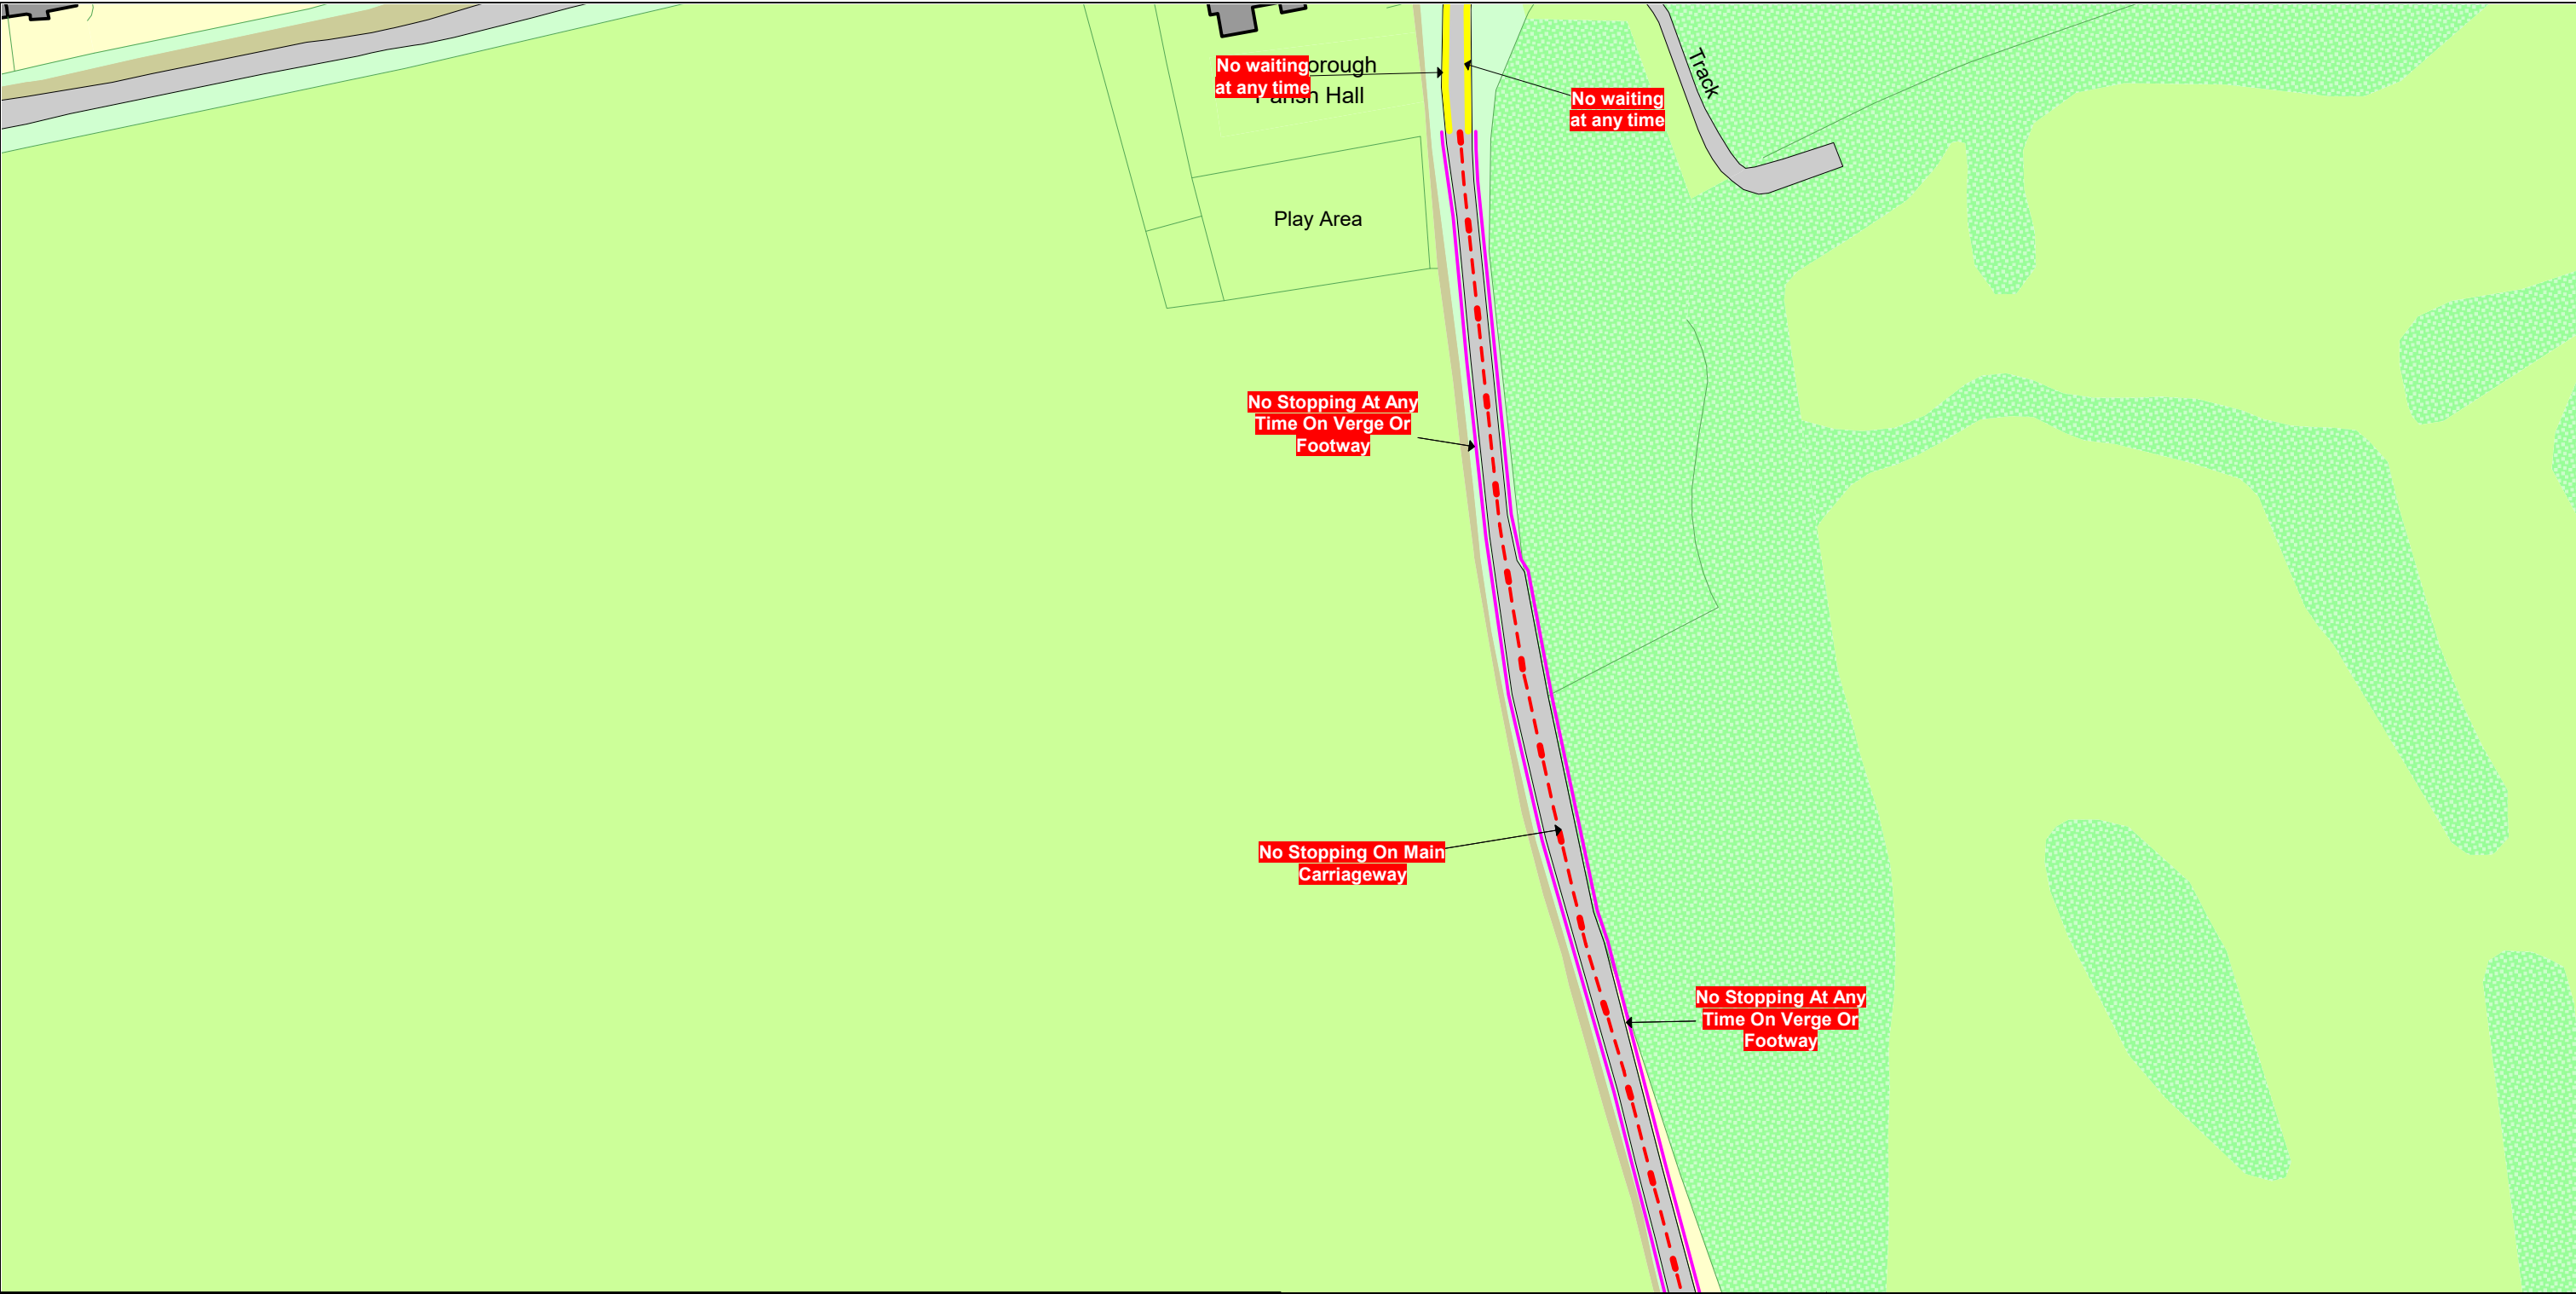 No waiting
at any time
orough
Parish Hall
No waiting
at any time
Track
Play Area
No Stopping At Any
Time On Verge Or
Footway
No Stopping On Main
Carriageway
No Stopping At Any
Time On Verge Or
Footway